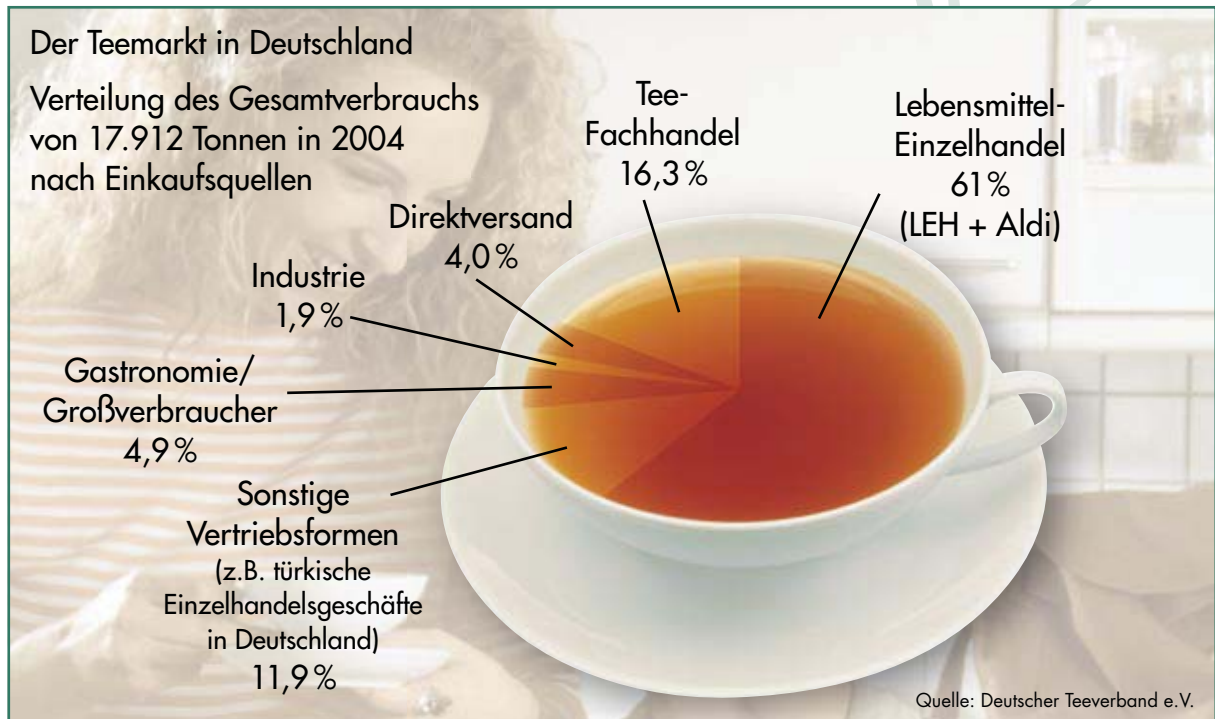 Der Teemarkt in Deutschland
Verteilung des Gesamtverbrauchs
von 17.912 Tonnen in 2004
nach Einkaufsquellen
Tee-
Fachhandel
16,3 %
Lebensmittel-
Einzelhandel
61 %
(LEH + Aldi)
Direktversand
4,0 %
Industrie
1,9 %
Gastronomie/
Großverbraucher
4,9 %
Sonstige
Vertriebsformen
(z.B. türkische
Einzelhandelsgeschäfte
in Deutschland)
11,9 %
Quelle: Deutscher Teeverband e.V.